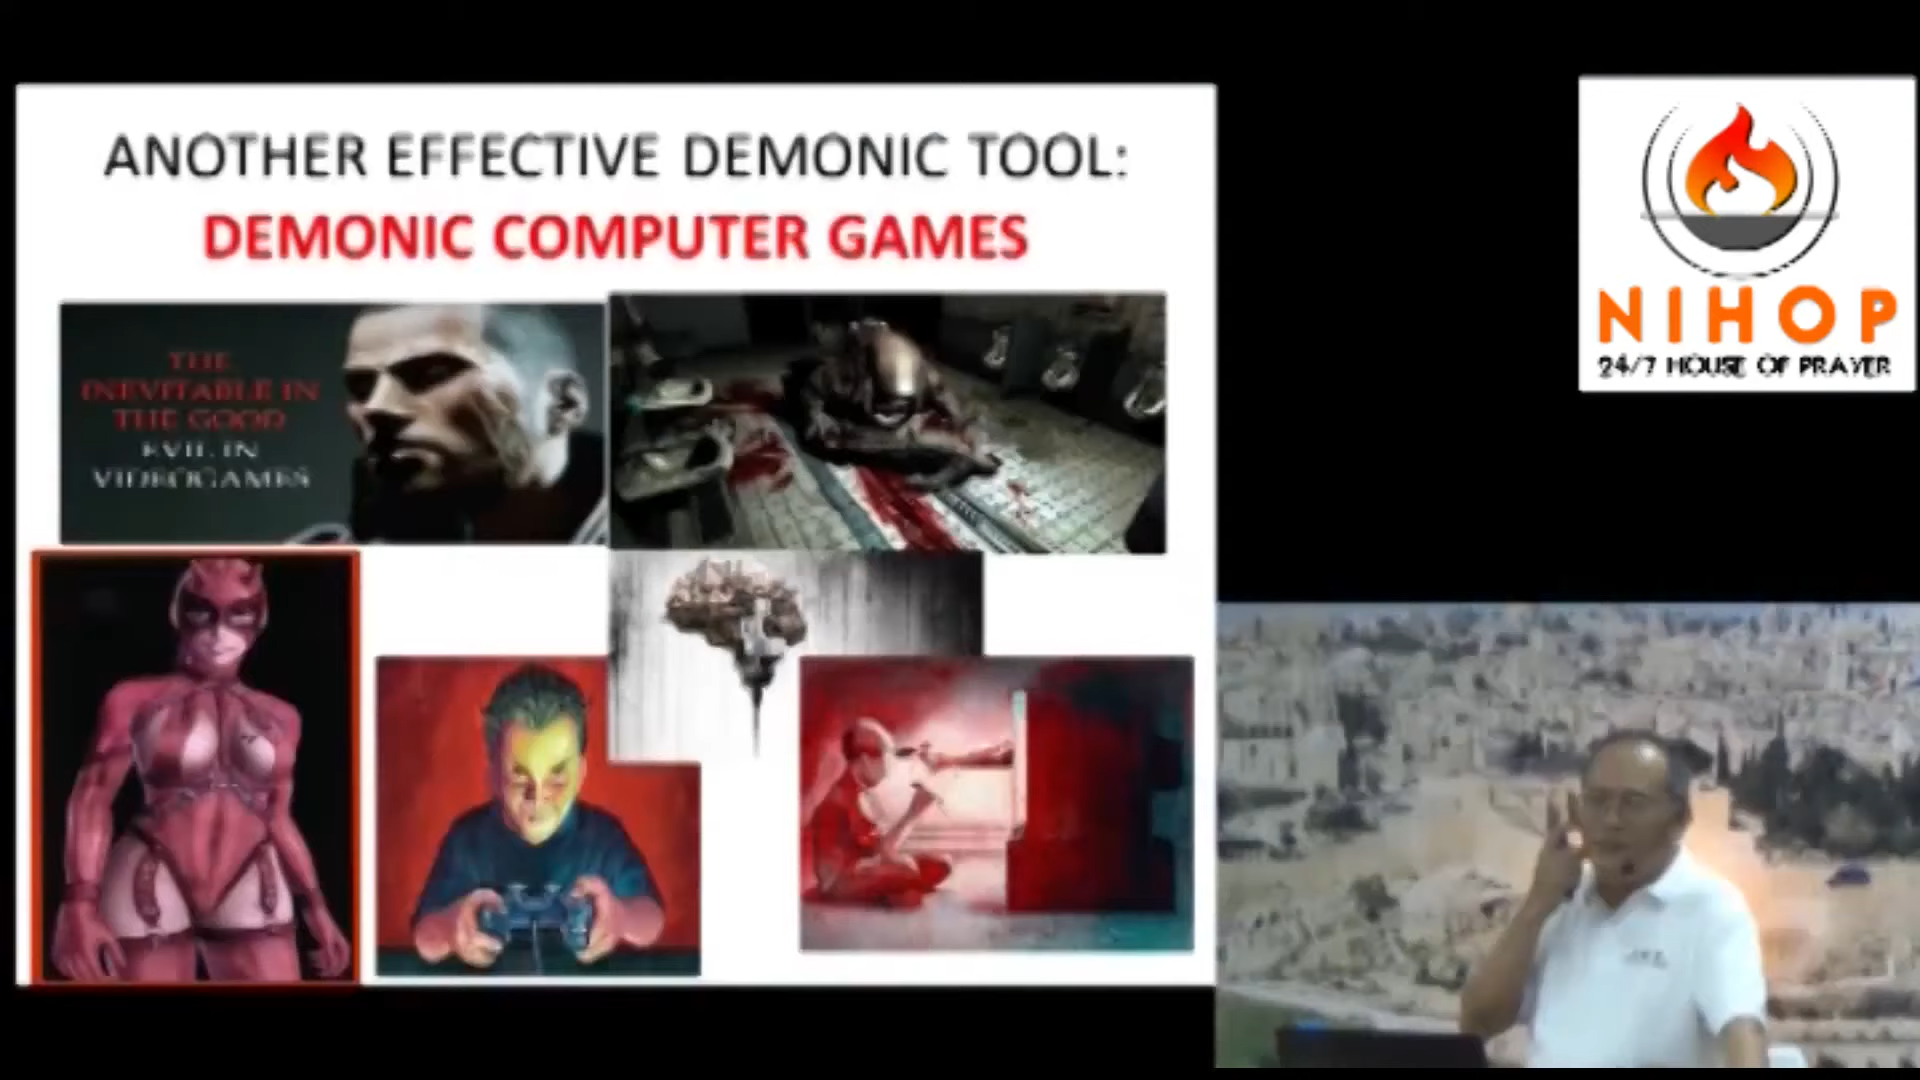 ANOTHER EFFECTIVE DEMONIC TOOL:
DEMONIC COMPUTER GAMES
THE
INEVITABLE IN
THE GOOD
EVIL IN
VIDEOGAMES
NIHOP
24/7 HOUSE OF PRAYER